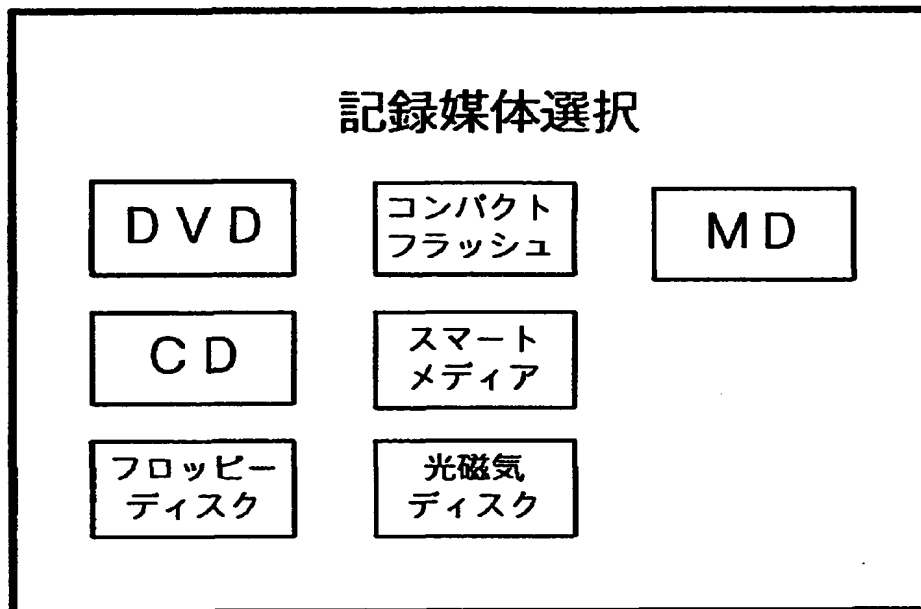 記録媒体選択
DVD
コンパクト
フラッシュ
MD
CD
スマート
メディア
フロッピー
ディスク
光磁気
ディスク